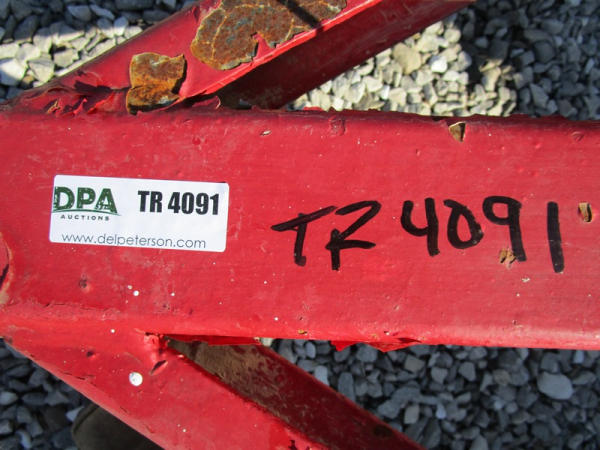 DPA TR 4091
AUCTIONS
www.delpeterson.com
TR 4091